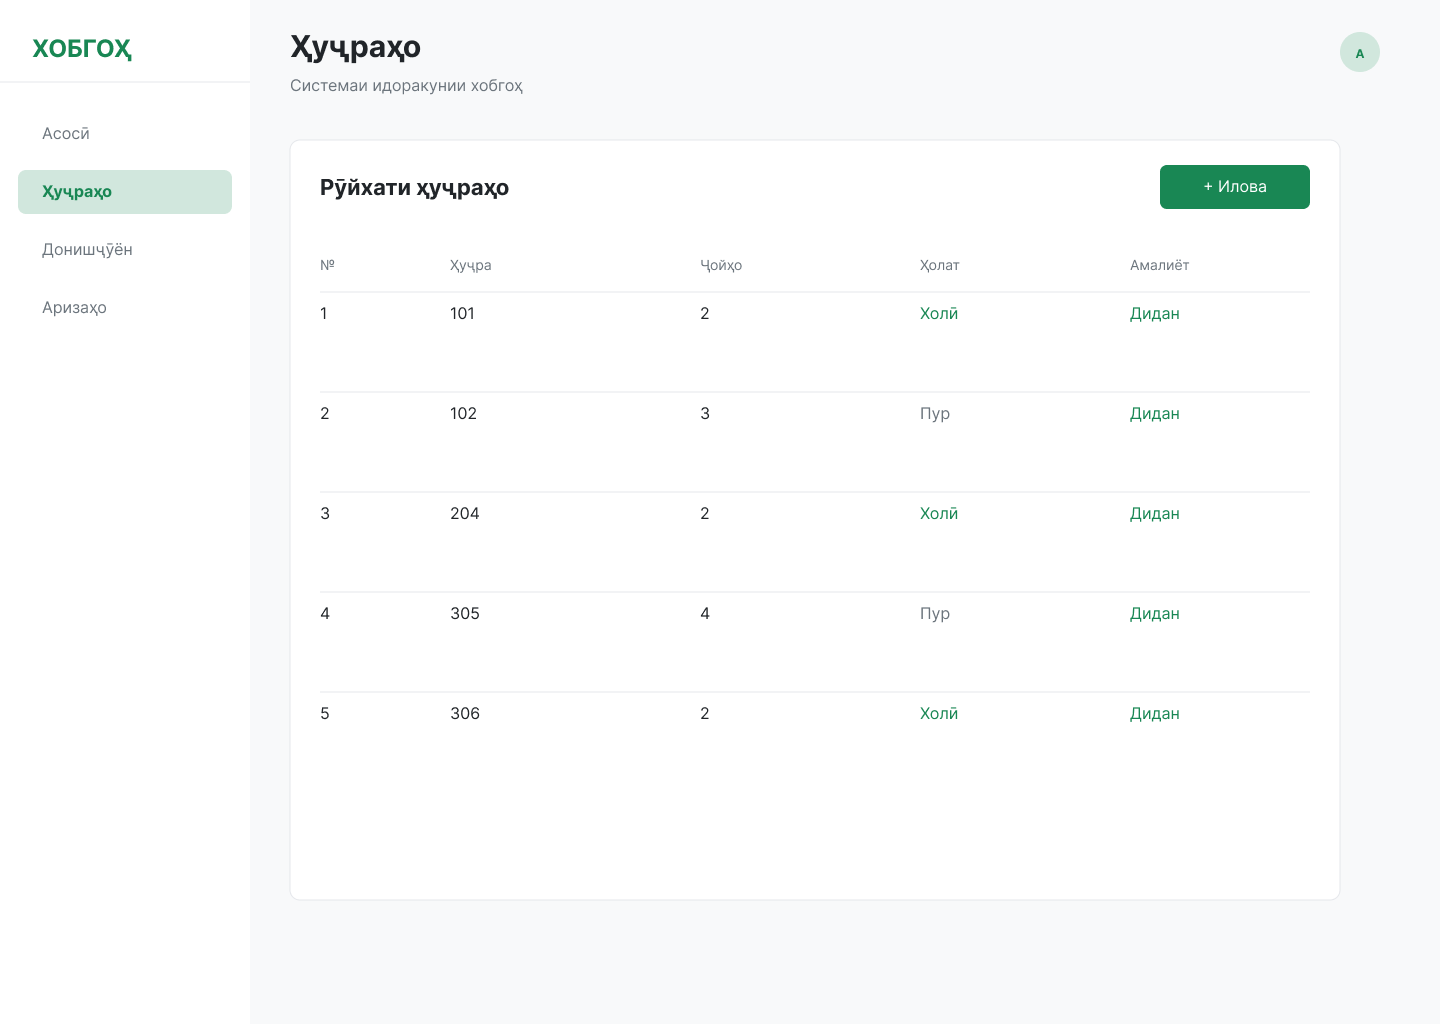 ХОБГОҲ
Асосӣ
Ҳуҷраҳо
Донишҷӯён
Аризаҳо
Ҳуҷраҳо
Системаи идоракунии хобгоҳ
А
Рӯйхати ҳуҷраҳо
+ Илова
№ Ҳуҷра Ҷойҳо Ҳолат Амалиёт
1 101 2 Холӣ Дидан
2 102 3 Пур Дидан
3 204 2 Холӣ Дидан
4 305 4 Пур Дидан
5 306 2 Холӣ Дидан